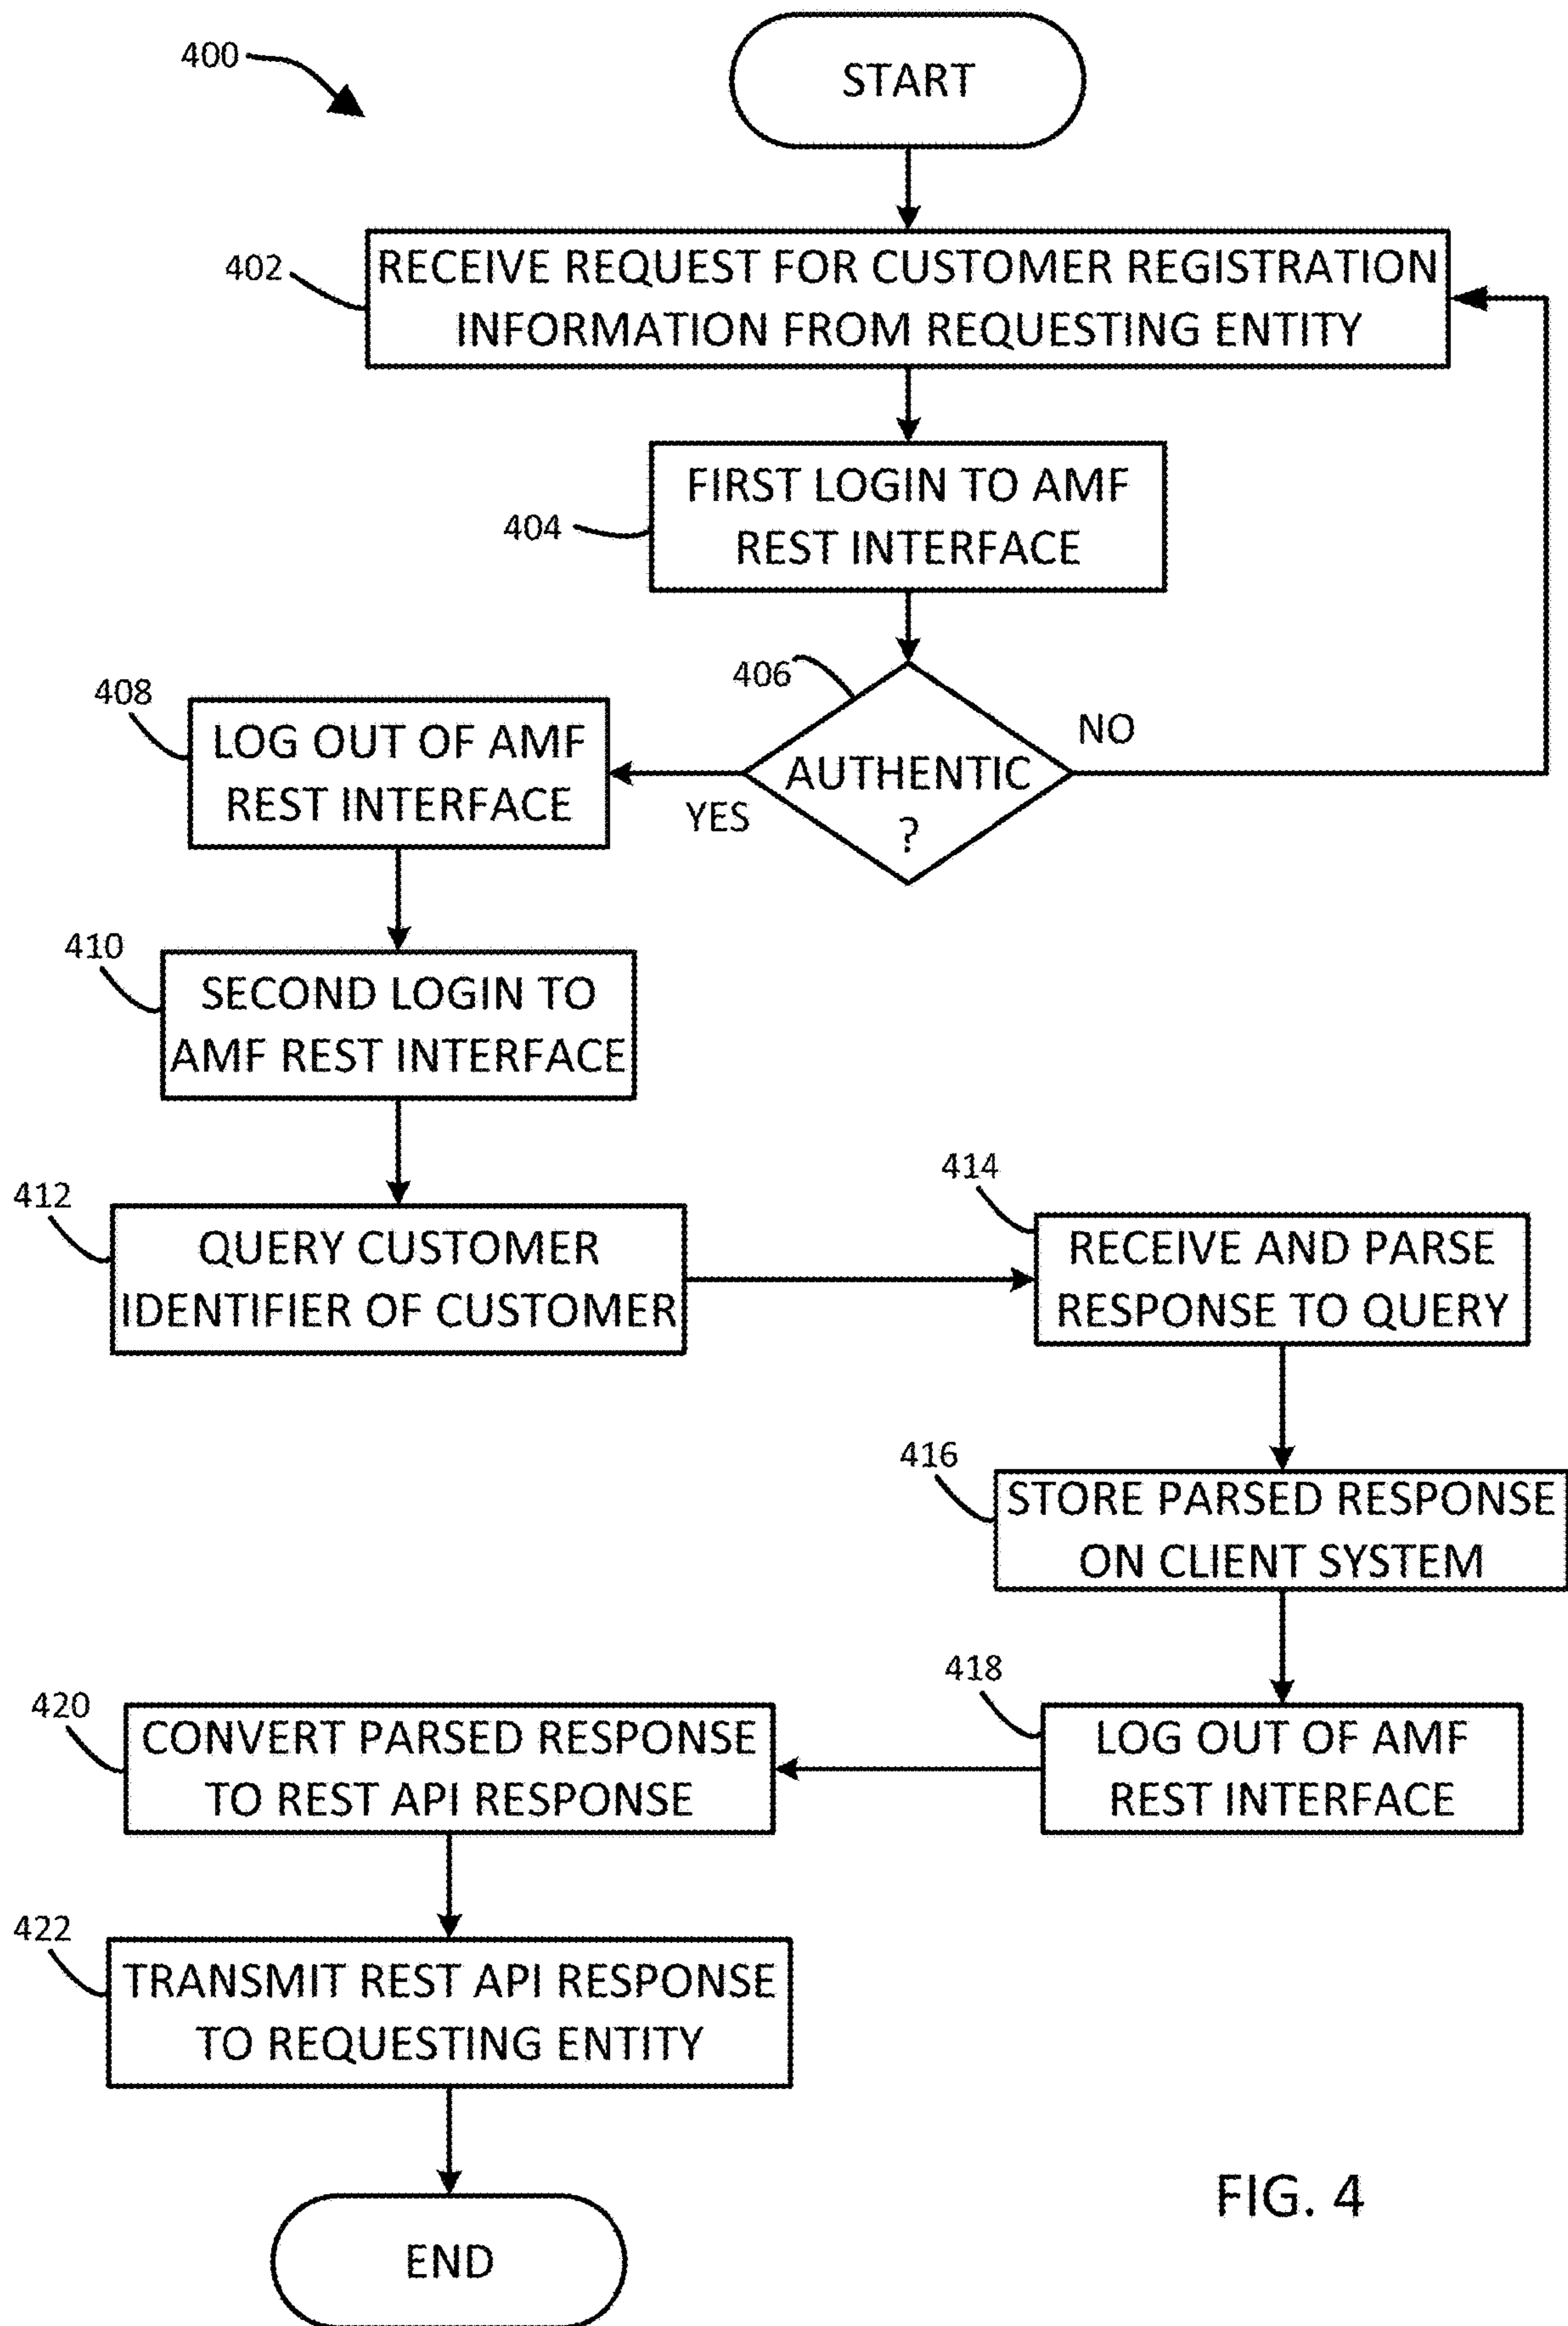 400
START
402
RECEIVE REQUEST FOR CUSTOMER REGISTRATION
INFORMATION FROM REQUESTING ENTITY
404
FIRST LOGIN TO AMF
REST INTERFACE
406
AUTHENTIC
?
NO
YES
408
LOG OUT OF AMF
REST INTERFACE
410
SECOND LOGIN TO
AMF REST INTERFACE
412
QUERY CUSTOMER
IDENTIFIER OF CUSTOMER
414
RECEIVE AND PARSE
RESPONSE TO QUERY
416
STORE PARSED RESPONSE
ON CLIENT SYSTEM
418
LOG OUT OF AMF
REST INTERFACE
420
CONVERT PARSED RESPONSE
TO REST API RESPONSE
422
TRANSMIT REST API RESPONSE
TO REQUESTING ENTITY
END
FIG. 4